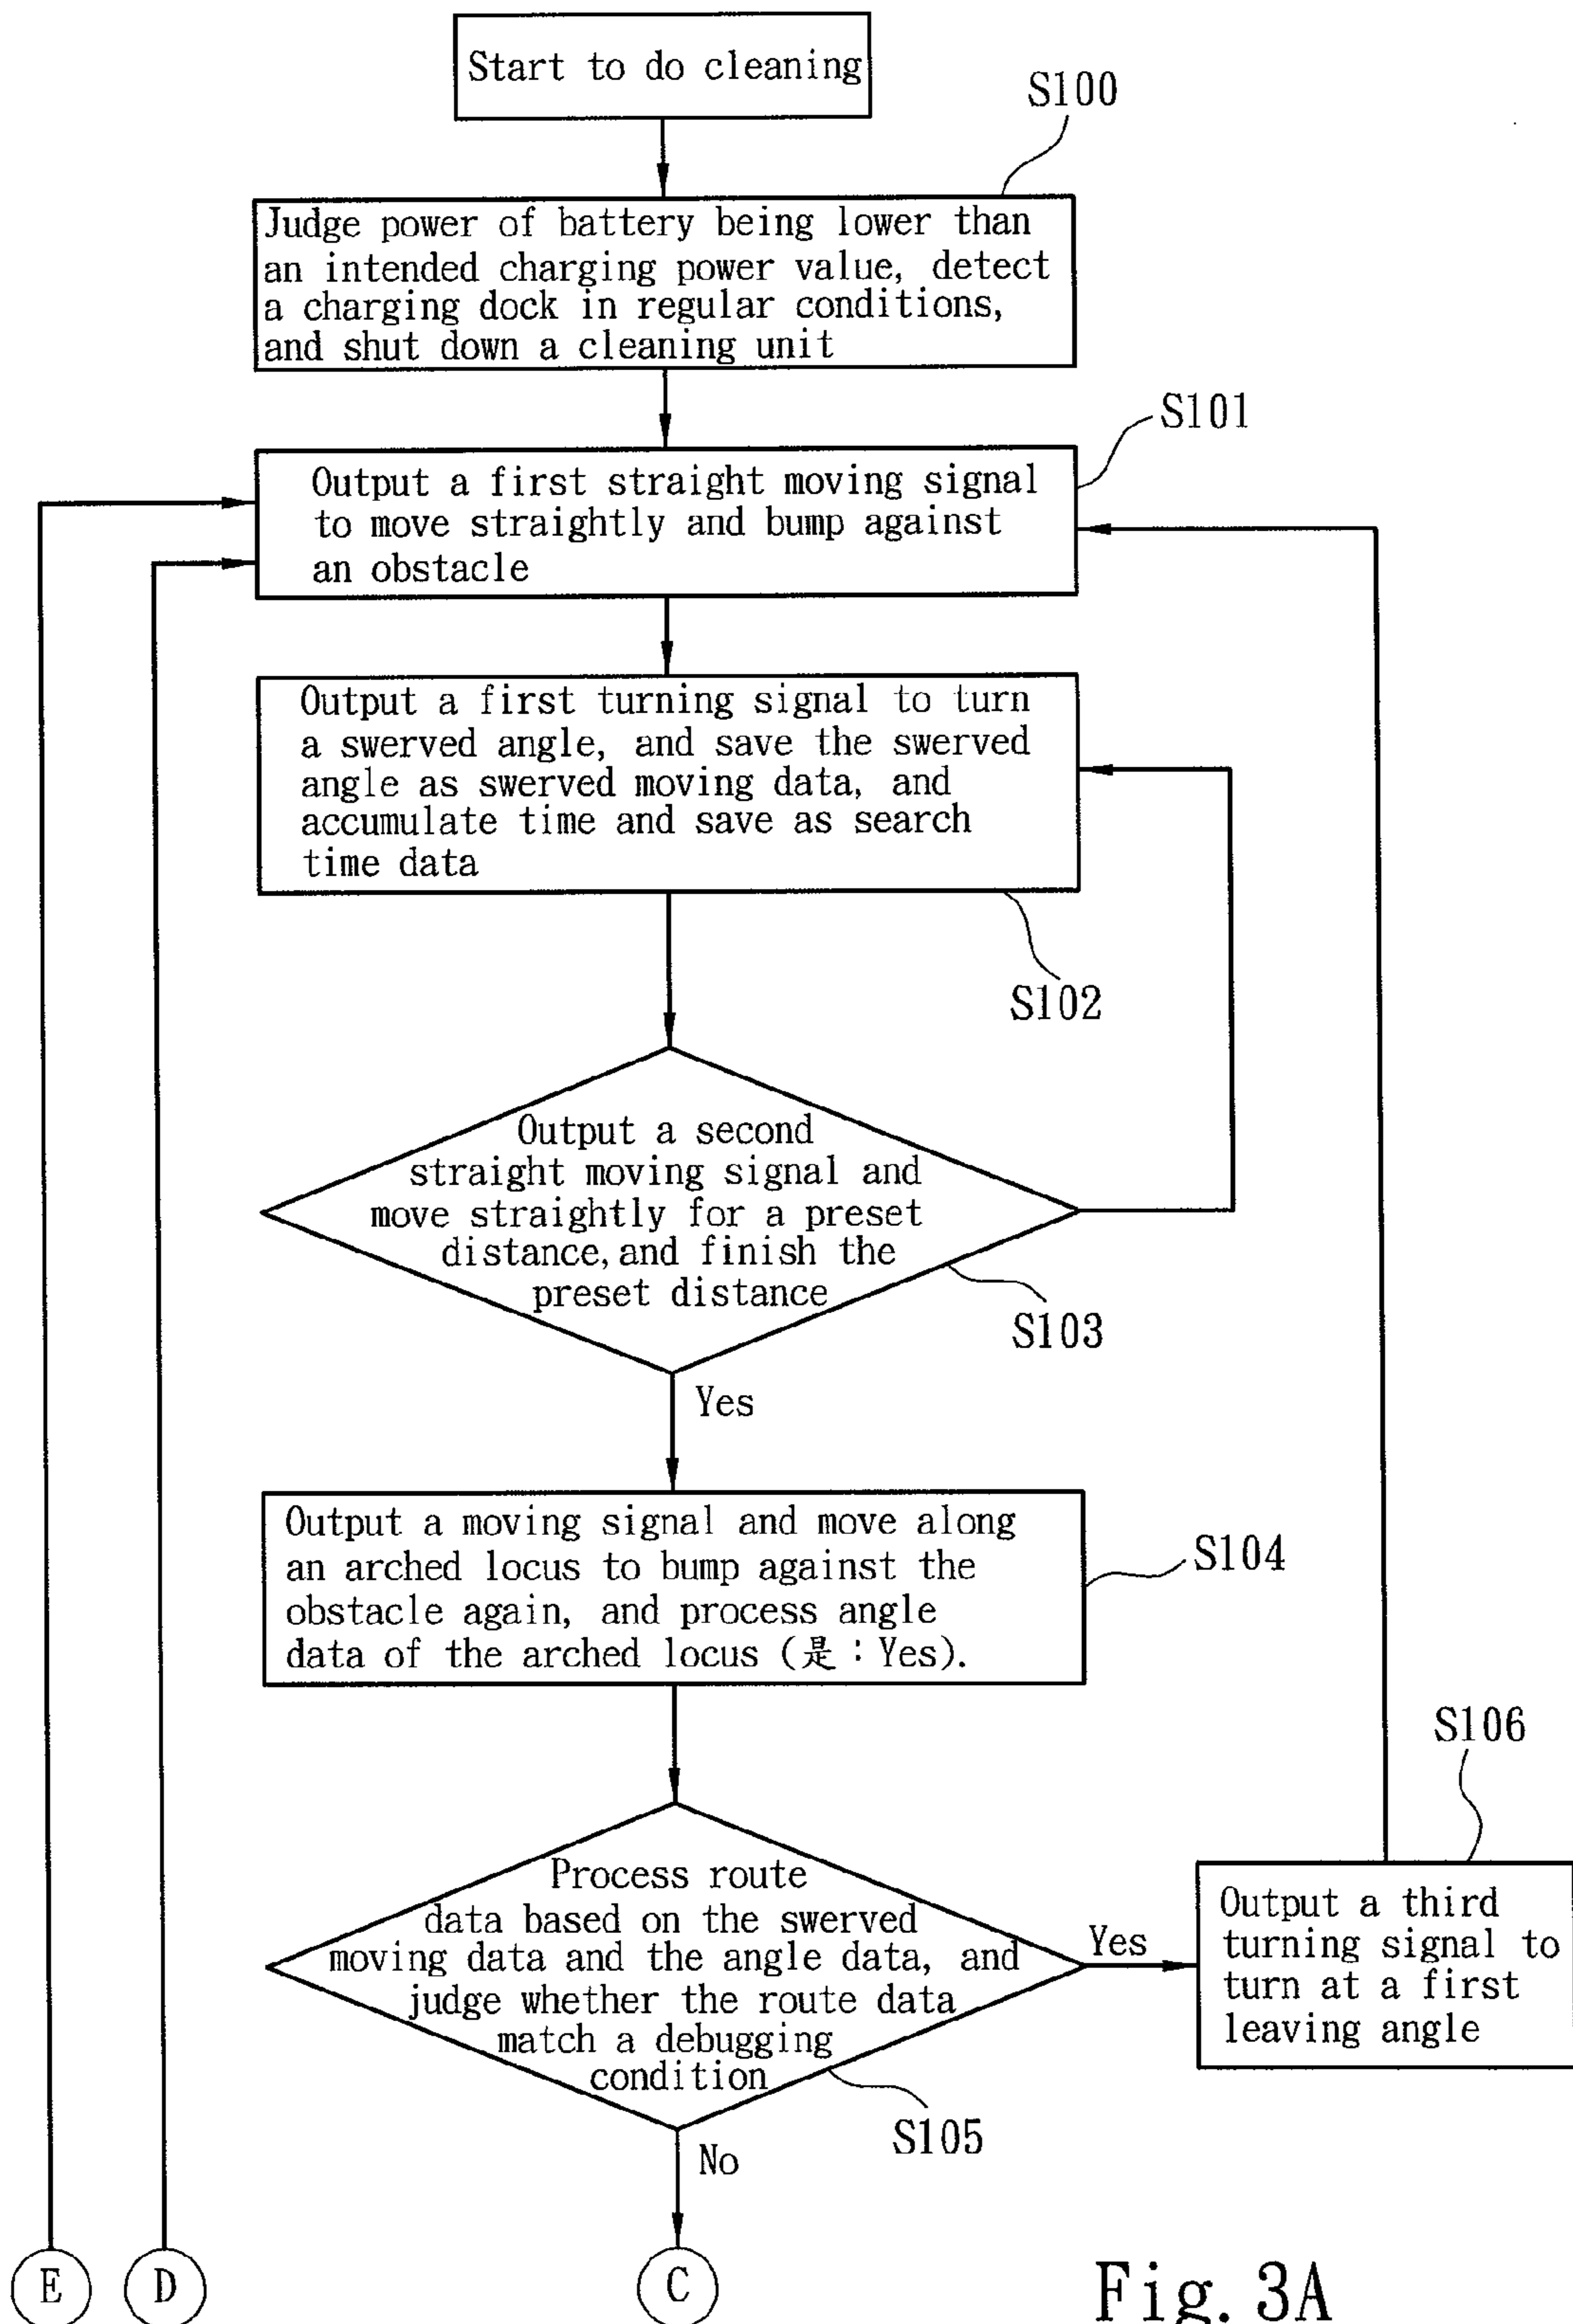 Start to do cleaning
S100
Judge power of battery being lower than
an intended charging power value, detect
a charging dock in regular conditions,
and shut down a cleaning unit
S101
Output a first straight moving signal
to move straightly and bump against
an obstacle
Output a first turning signal to turn
a swerved angle, and save the swerved
angle as swerved moving data, and
accumulate time and save as search
time data
S102
Output a second
straight moving signal and
move straightly for a preset
distance, and finish the
preset distance
S103
Yes
Output a moving signal and move along
an arched locus to bump against the
obstacle again, and process angle
data of the arched locus (是:Yes).
S104
S106
Process route
data based on the swerved
moving data and the angle data, and
judge whether the route data
match a debugging
condition
Yes
Output a third
turning signal to
turn at a first
leaving angle
S105
No
E
D
C
Fig. 3A